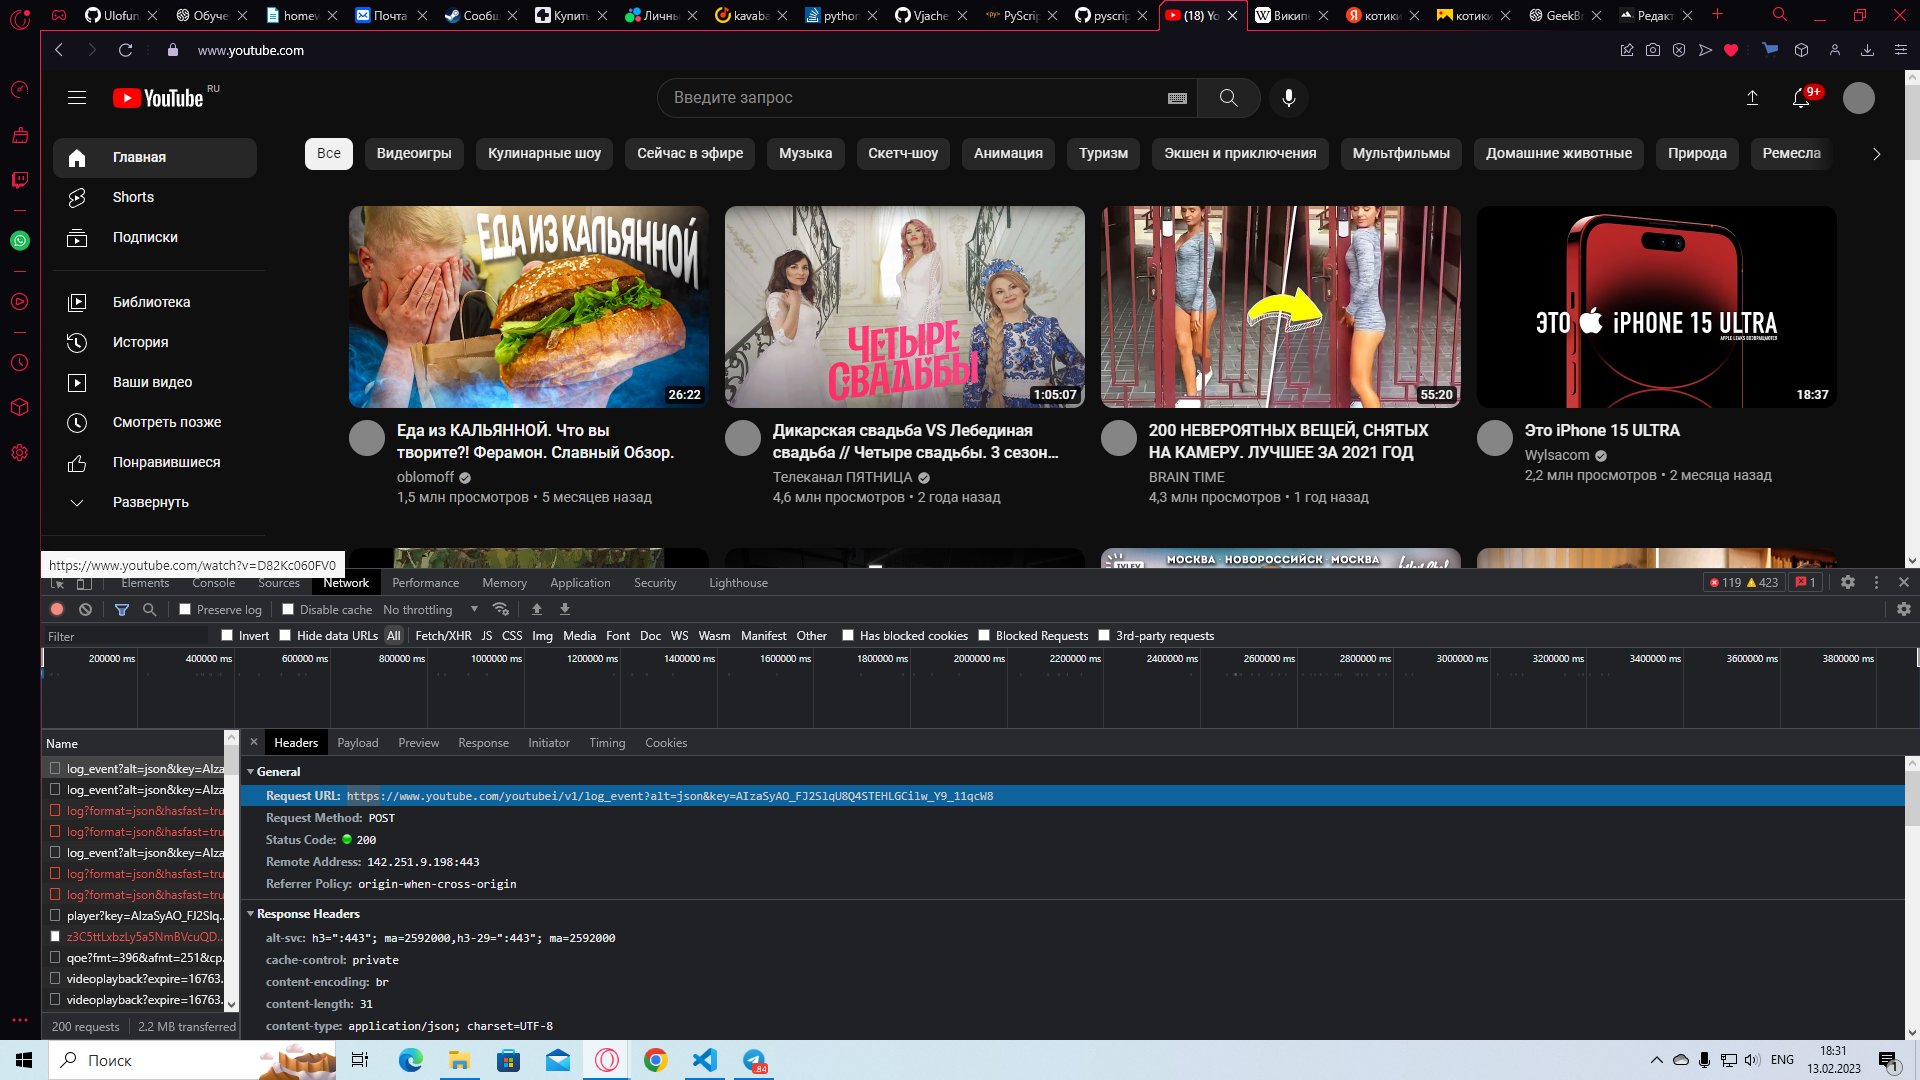 Ulofun
Обуче
homew
Почта
Сообщ
Купить
Личны
kavaba
python
Vjache
PyScrip
pyscrip
(18) Yo
Википе
котики
котики
GeekBr
Редакт
www.youtube.com
YouTube RU
Введите запрос
9+
Главная
Shorts
Подписки
Библиотека
История
Ваши видео
Смотреть позже
Понравившиеся
Развернуть
Все Видеоигры Кулинарные шоу Сейчас в эфире Музыка Скетч-шоу Анимация Туризм Экшен и приключения Мультфильмы Домашние животные Природа Ремесла
ЕДА ИЗ КАЛЬЯННОЙ
26:22
ЧЕТЫРЕ
СВАДЬБЫ
1:05:07
55:20
ЭТО iPHONE 15 ULTRA
APPLE LEAKS ВОЗВРАЩАЮТСЯ
18:37
Еда из КАЛЬЯННОЙ. Что вы
творите?! Ферамон. Славный Обзор.
oblomoff
1,5 млн просмотров • 5 месяцев назад
Дикарская свадьба VS Лебединая
свадьба // Четыре свадьбы. 3 сезон…
Телеканал ПЯТНИЦА
4,6 млн просмотров • 2 года назад
200 НЕВЕРОЯТНЫХ ВЕЩЕЙ, СНЯТЫХ
НА КАМЕРУ. ЛУЧШЕЕ ЗА 2021 ГОД
BRAIN TIME
4,3 млн просмотров • 1 год назад
Это iPhone 15 ULTRA
Wylsacom
2,2 млн просмотров • 2 месяца назад
МОСКВА · НОВОРОССИЙСК · МОСКВА
https://www.youtube.com/watch?v=D82Kc060FV0
Elements Console Sources Network Performance Memory Application Security Lighthouse
119 423 1
Preserve log Disable cache No throttling
Filter Invert Hide data URLs All Fetch/XHR JS CSS Img Media Font Doc WS Wasm Manifest Other Has blocked cookies Blocked Requests 3rd-party requests
200000 ms 400000 ms 600000 ms 800000 ms 1000000 ms 1200000 ms 1400000 ms 1600000 ms 1800000 ms 2000000 ms 2200000 ms 2400000 ms 2600000 ms 2800000 ms 3000000 ms 3200000 ms 3400000 ms 3600000 ms 3800000 ms
Name
log_event?alt=json&key=AIza
log_event?alt=json&key=AIza
log?format=json&hasfast=tru
log?format=json&hasfast=tru
log_event?alt=json&key=AIza
log?format=json&hasfast=tru
log?format=json&hasfast=tru
player?key=AIzaSyAO_FJ2Slq...
z3C5ttLxbzLy5a5NmBVcuQD...
qoe?fmt=396&afmt=251&cp...
videoplayback?expire=16763...
videoplayback?expire=16763...
200 requests 2.2 MB transferred
Headers Payload Preview Response Initiator Timing Cookies
General
Request URL: https://www.youtube.com/youtubei/v1/log_event?alt=json&key=AIzaSyAO_FJ2SlqU8Q4STEHLGCilw_Y9_11qcW8
Request Method: POST
Status Code: 200
Remote Address: 142.251.9.198:443
Referrer Policy: origin-when-cross-origin
Response Headers
alt-svc: h3=":443"; ma=2592000,h3-29=":443"; ma=2592000
cache-control: private
content-encoding: br
content-length: 31
content-type: application/json; charset=UTF-8
Поиск
84
ENG
18:31
13.02.2023
1